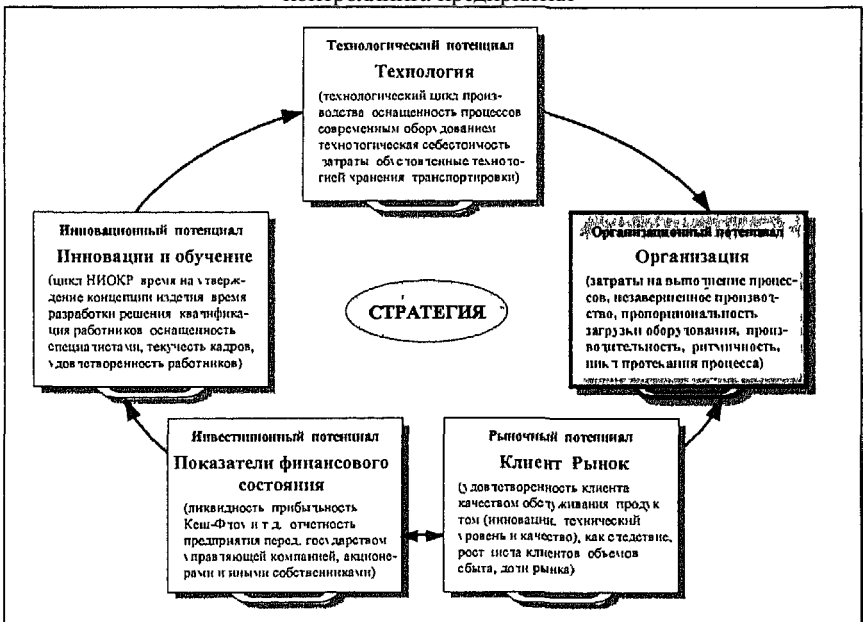 Технологический потенциал
Технология
(технологический цикл произ-
водства оснащенность процессов
современным оборудованием
технологическая себестоимость
затраты обусловленные техноло-
гией хранения транспортировки)
Инновационный потенциал
Инновации и обучение
(цикл НИОКР время на утверж-
дение концепции изделия время
разработки решения квалифика-
ция работников оснащенность
специалистами, текучесть кадров,
удовлетворенность работников)
СТРАТЕГИЯ
Организационный потенциал
Организация
(затраты на выполнение процес-
сов, незавершенное производ-
ство, пропорциональность
загрузки оборудования, произ-
водительность, ритмичность,
цикл протекания процесса)
Инвестиционный потенциал
Показатели финансового
состояния
(ликвидность прибыльность
Кеш-Флоу и т д. отчетность
предприятия перед государством
управляющей компанией, акционе-
рами и иными собственниками)
Рыночный потенциал
Клиент Рынок
(удовлетворенность клиента
качеством обслуживания продук
том (инновации, технический
уровень и качество), как следствие,
рост числа клиентов объемов
сбыта, доли рынка)